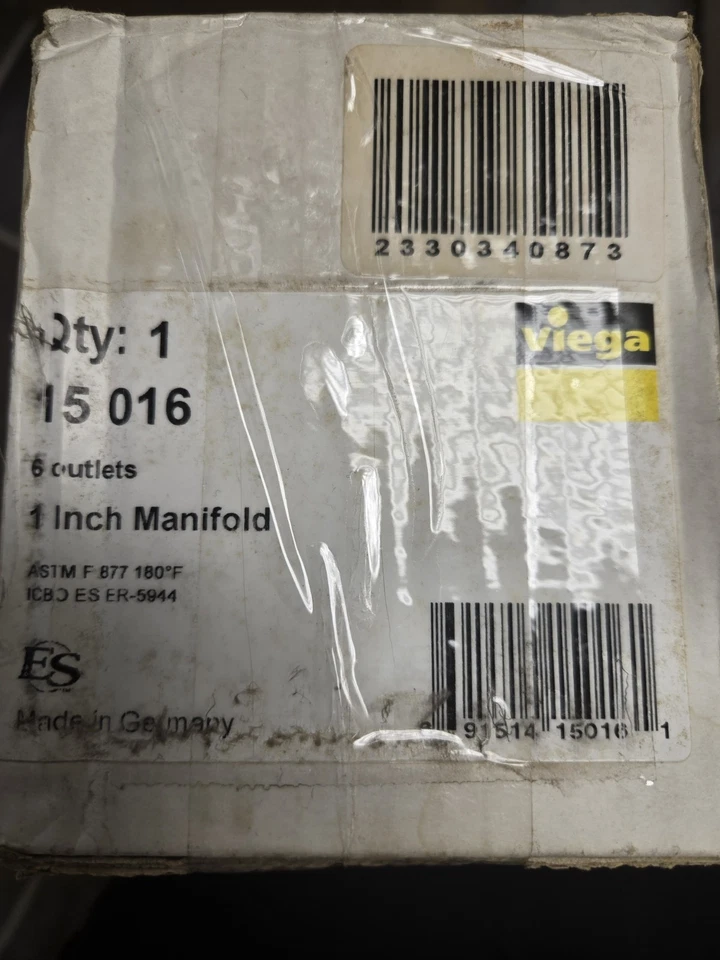 2330340873
Qty: 1
viega
15 016
6 outlets
1 Inch Manifold
ASTM F 877 180°F
ICBO ES ER-5944
ES
Made in Germany
6 91514 15016 1